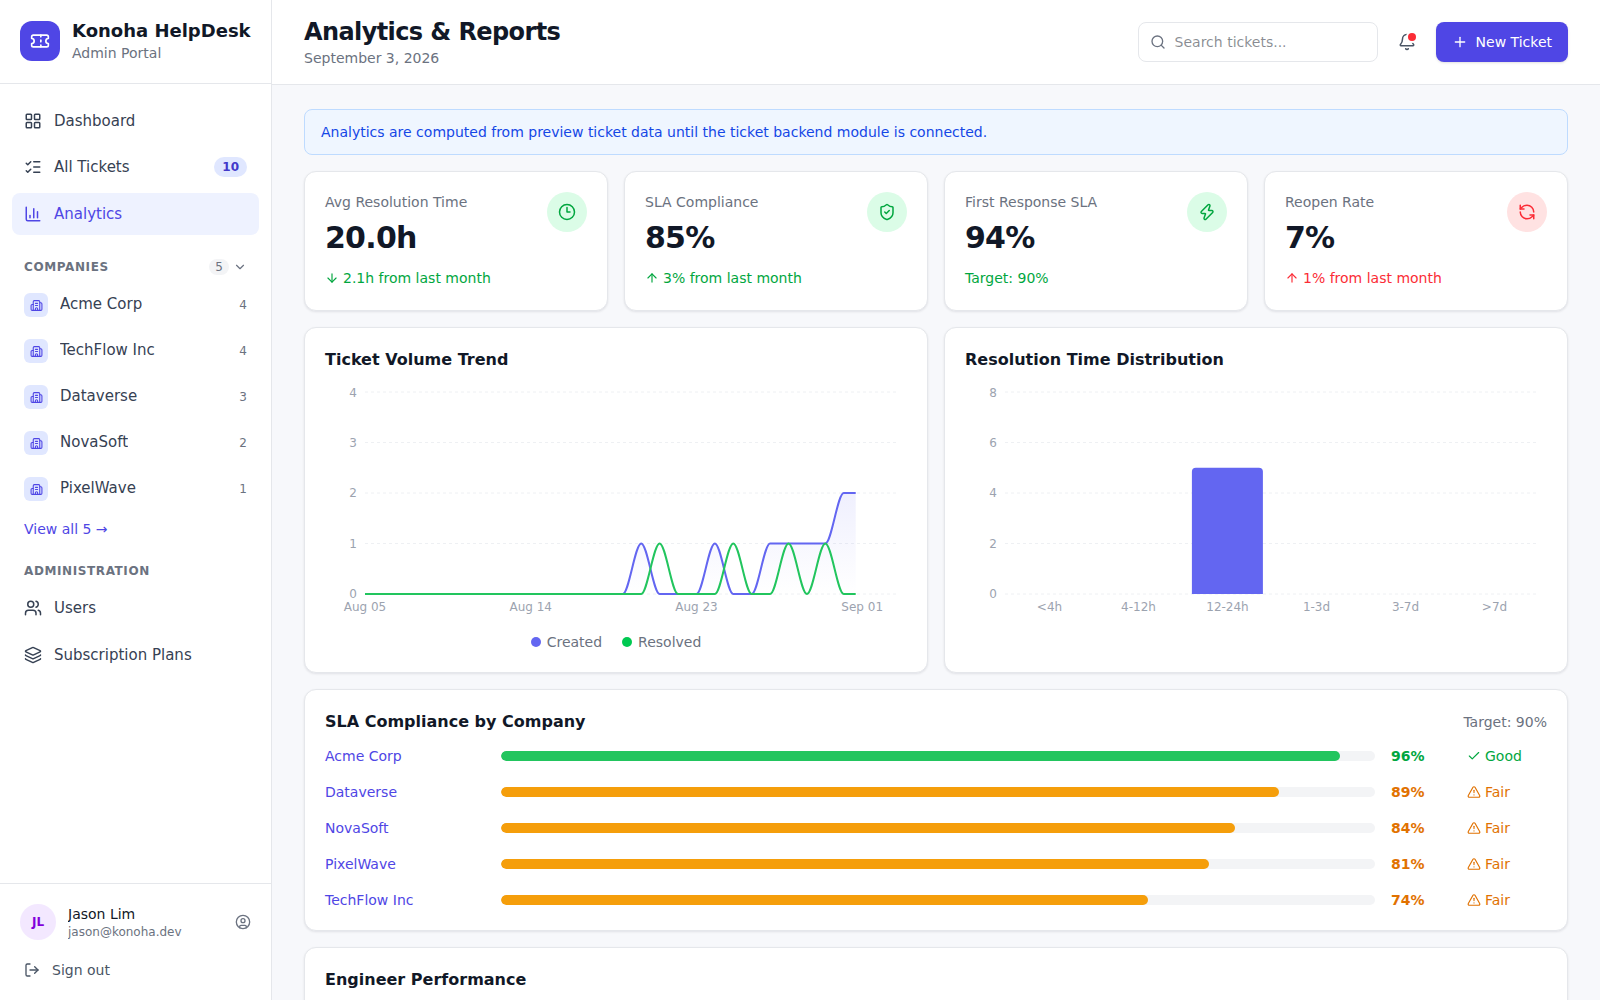 Konoha HelpDesk
Admin Portal
Dashboard
All Tickets 10
Analytics
COMPANIES 5
Acme Corp 4
TechFlow Inc 4
Dataverse 3
NovaSoft 2
PixelWave 1
View all 5 →
ADMINISTRATION
Users
Subscription Plans
JL
Jason Lim
jason@konoha.dev
Sign out
Analytics & Reports
September 3, 2026
Search tickets...
New Ticket
Analytics are computed from preview ticket data until the ticket backend module is connected.
Avg Resolution Time
20.0h
2.1h from last month
SLA Compliance
85%
3% from last month
First Response SLA
94%
Target: 90%
Reopen Rate
7%
1% from last month
Ticket Volume Trend
4
3
2
1
0
Aug 05 Aug 14 Aug 23 Sep 01
Created Resolved
Resolution Time Distribution
8
6
4
2
0
<4h 4-12h 12-24h 1-3d 3-7d >7d
SLA Compliance by Company Target: 90%
Acme Corp 96% Good
Dataverse 89% Fair
NovaSoft 84% Fair
PixelWave 81% Fair
TechFlow Inc 74% Fair
Engineer Performance